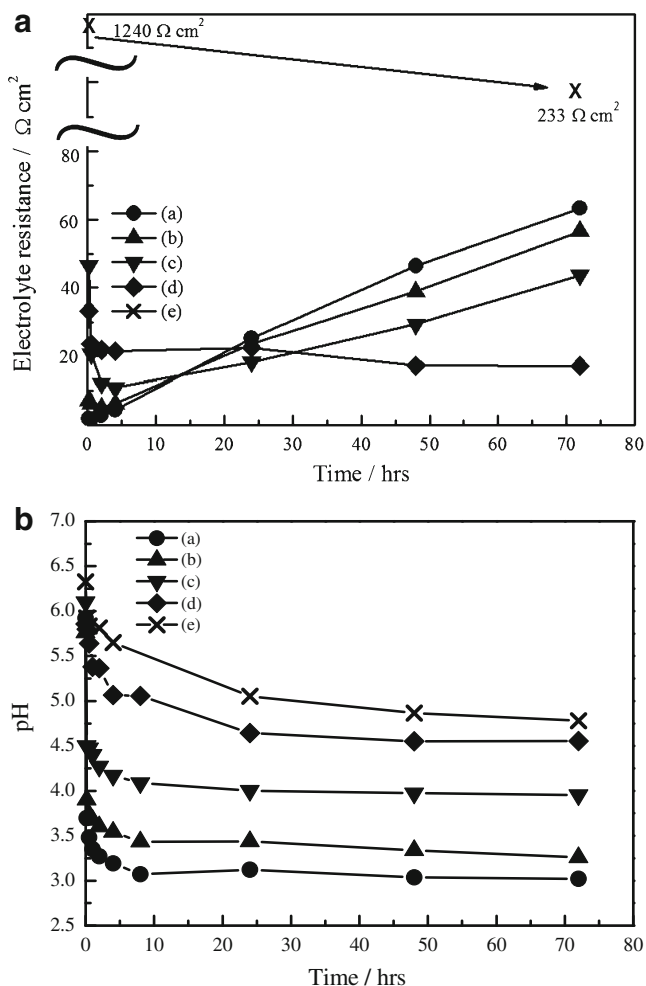 a
1240 Ω cm²
233 Ω cm²
Electrolyte resistance / Ω cm²
80
60
40
20
0
(a)
(b)
(c)
(d)
(e)
0 10 20 30 40 50 60 70 80
Time / hrs
b
pH
7.0
6.5
6.0
5.5
5.0
4.5
4.0
3.5
3.0
2.5
(a)
(b)
(c)
(d)
(e)
0 10 20 30 40 50 60 70 80
Time / hrs